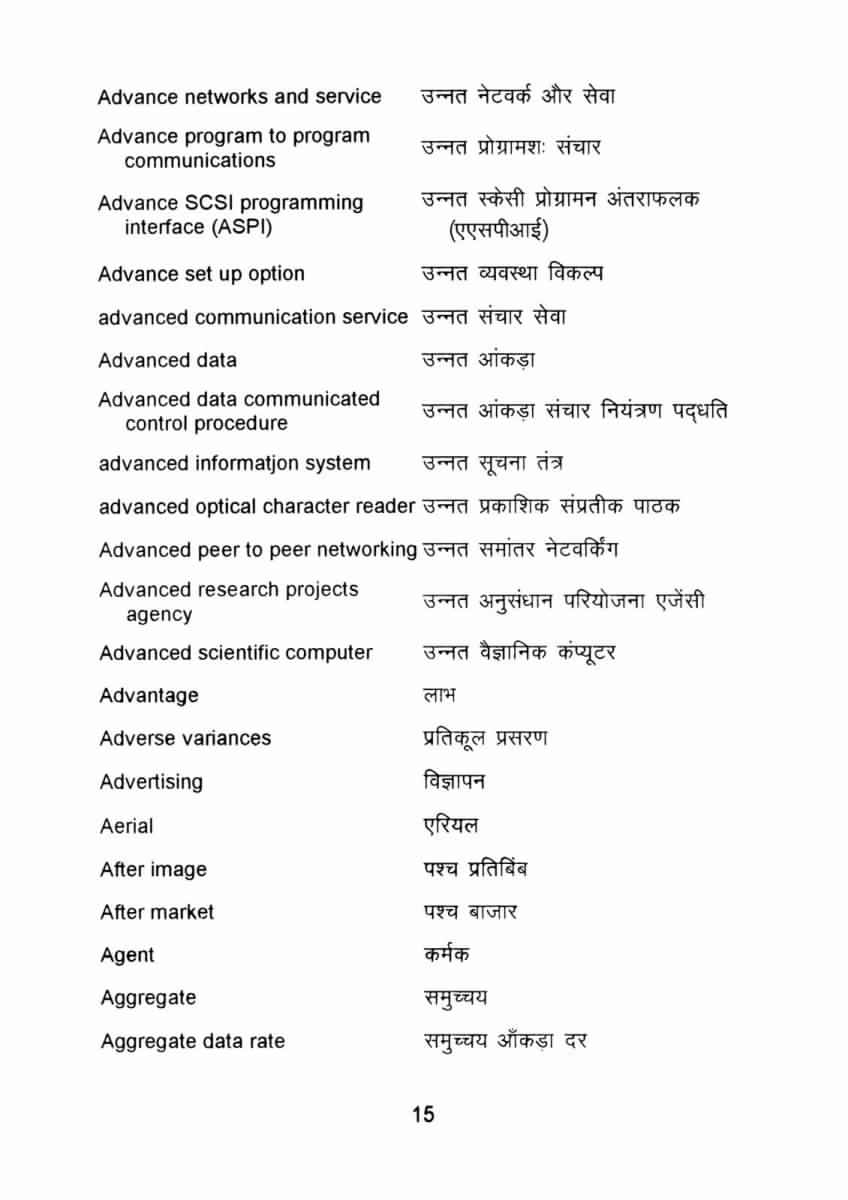 Advance networks and service उन्नत नेटवर्क और सेवा
Advance program to program
communications उन्नत प्रोग्रामशः संचार
Advance SCSI programming उन्नत स्केसी प्रोग्रामन अंतराफलक
interface (ASPI) (एएसपीआई)
Advance set up option उन्नत व्यवस्था विकल्प
advanced communication service उन्नत संचार सेवा
Advanced data उन्नत आंकड़ा
Advanced data communicated
control procedure उन्नत आंकड़ा संचार नियंत्रण पद्धति
advanced informatjon system उन्नत सूचना तंत्र
advanced optical character reader उन्नत प्रकाशिक संप्रतीक पाठक
Advanced peer to peer networking उन्नत समांतर नेटवर्किंग
Advanced research projects
agency उन्नत अनुसंधान परियोजना एजेंसी
Advanced scientific computer उन्नत वैज्ञानिक कंप्यूटर
Advantage लाभ
Adverse variances प्रतिकूल प्रसरण
Advertising विज्ञापन
Aerial एरियल
After image पश्च प्रतिबिंब
After market पश्च बाजार
Agent कर्मक
Aggregate समुच्चय
Aggregate data rate समुच्चय आँकड़ा दर
15